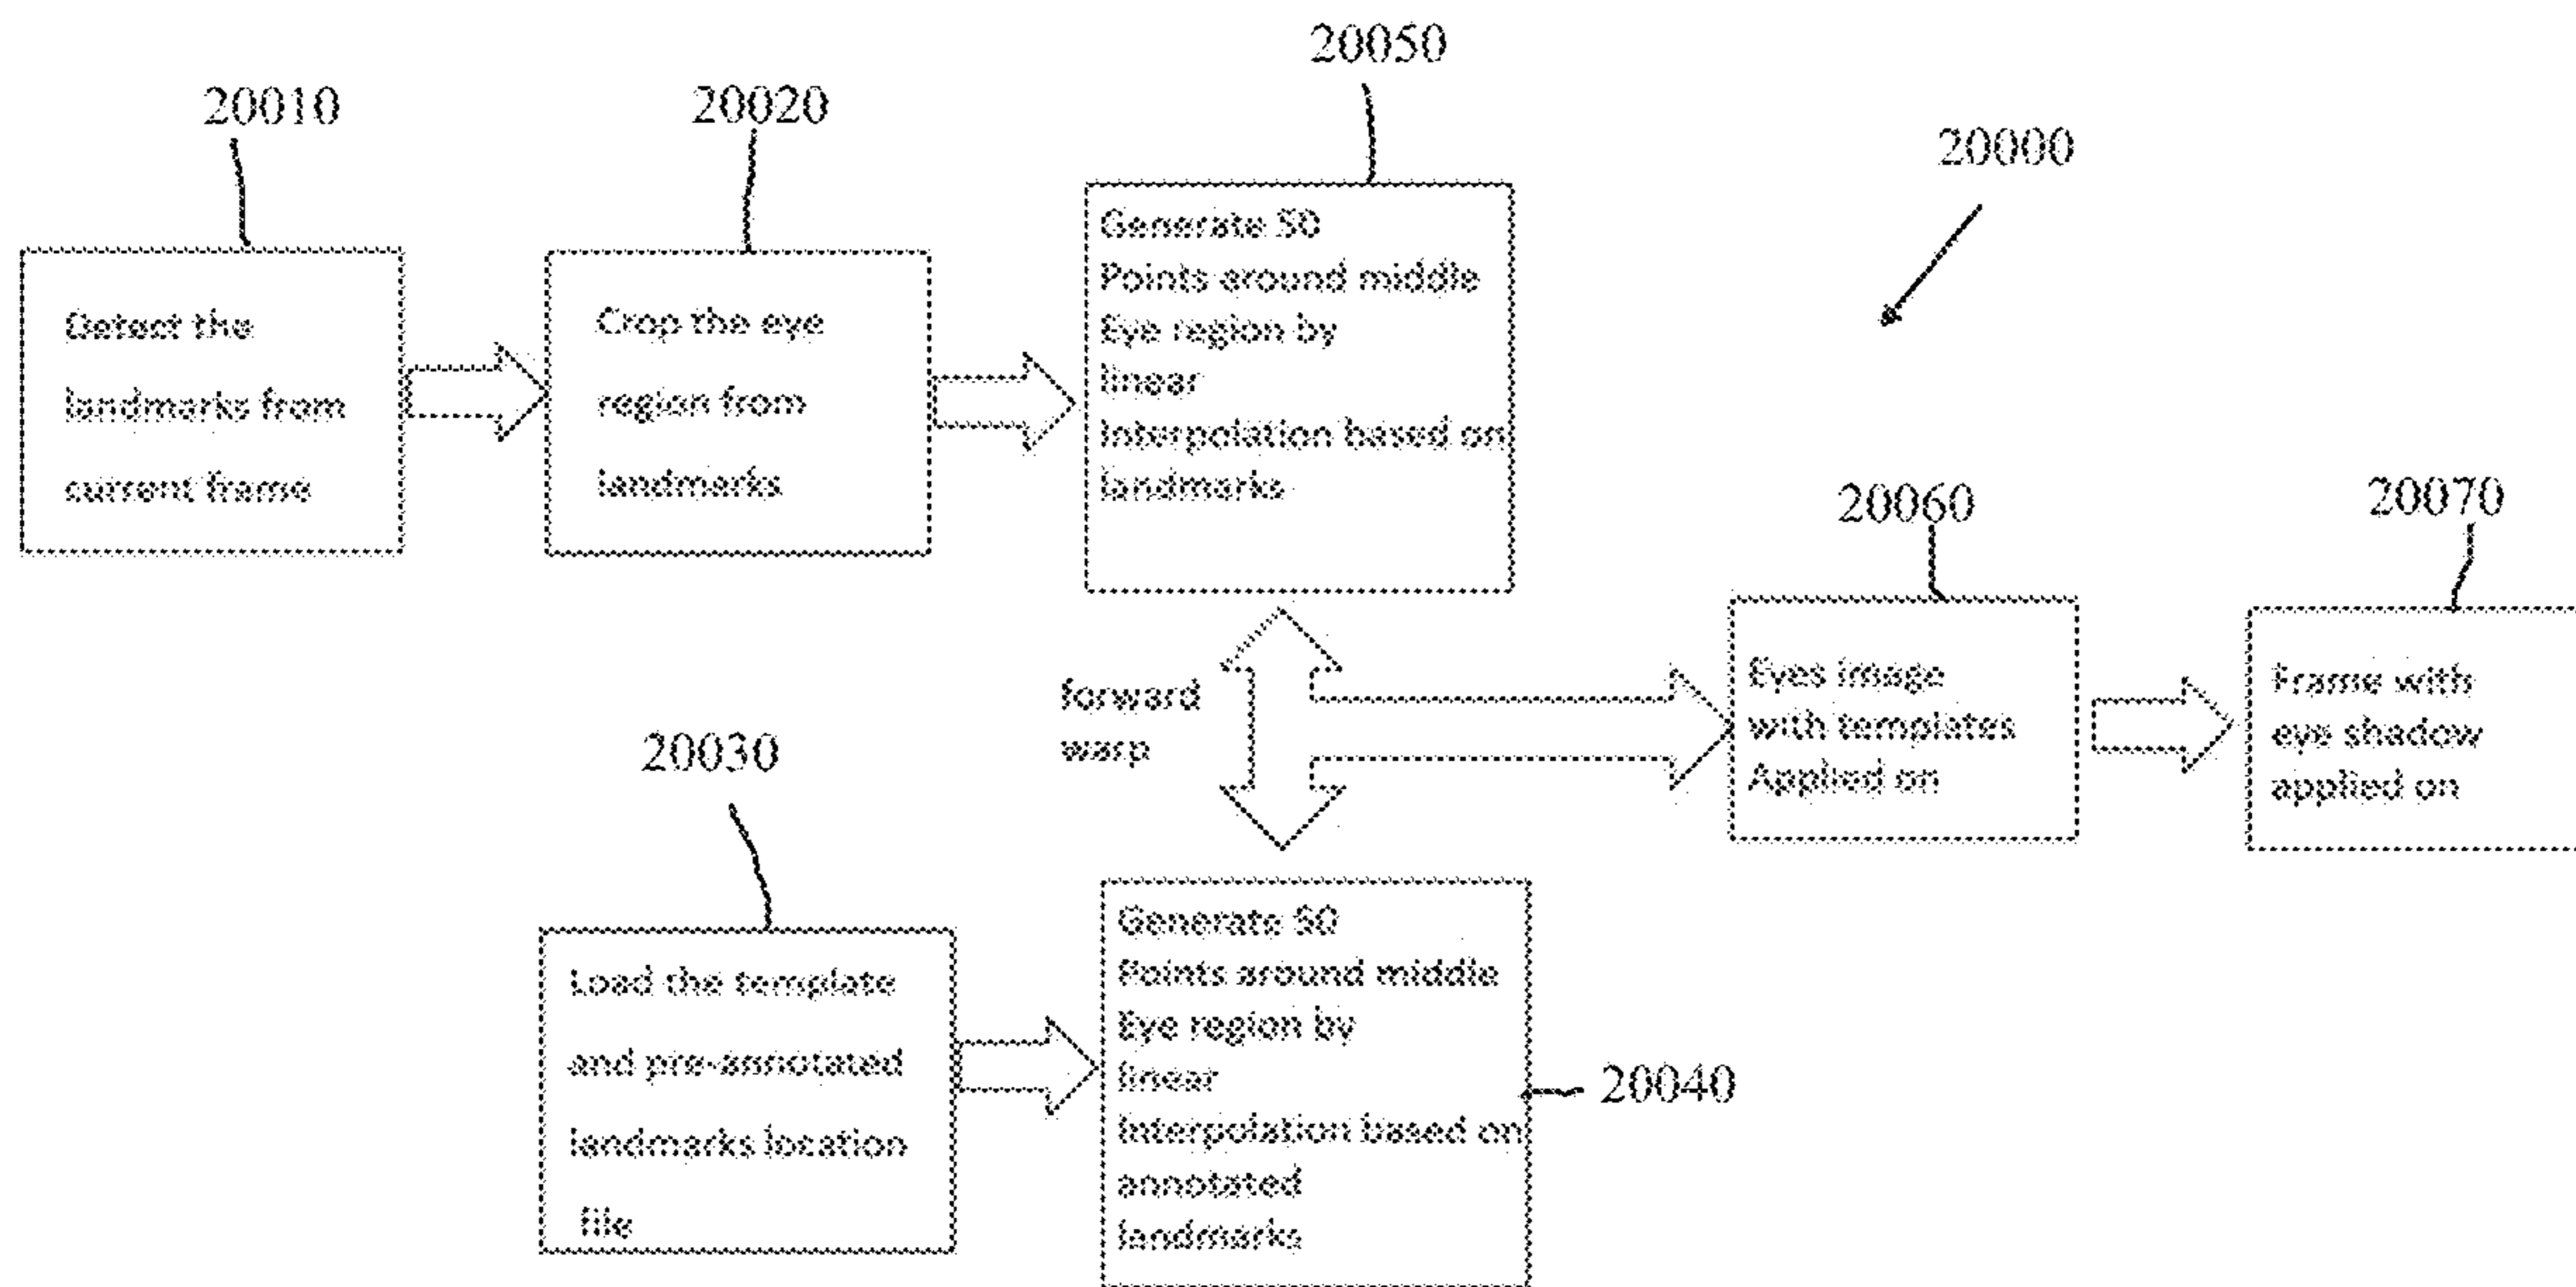 20050
20010
20020
20000
Generate 50
Points around middle
Eye region by
linear
Interpolation based on
landmarks
Detect the
landmarks from
current frame
Crop the eye
region from
landmarks
20060
20070
forward
warp
Eyes image
with templates
Applied on
Frame with
eye shadow
applied on
20030
Load the template
and pre-annotated
landmarks location
file
Generate 50
Points around middle
Eye region by
linear
Interpolation based on
annotated
landmarks
20040